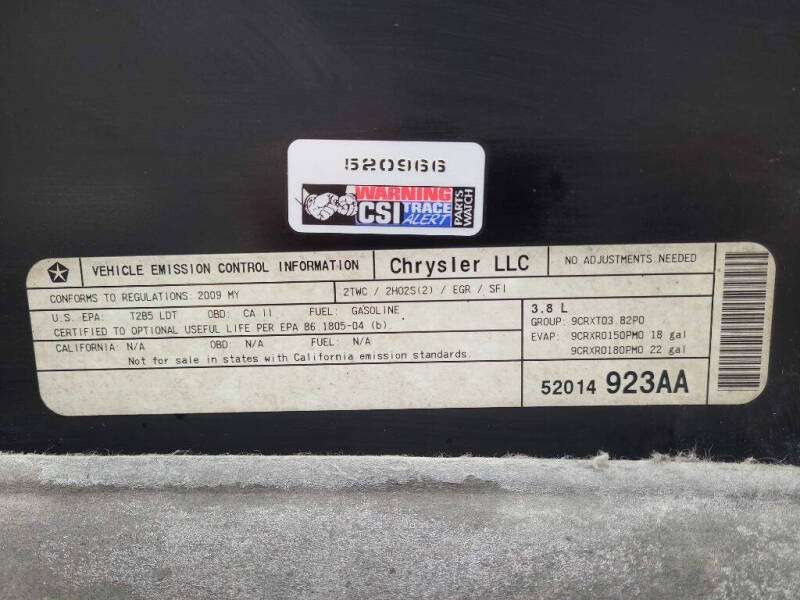 520966
WARNING
CSI TRACE ALERT
PARTS WATCH
VEHICLE EMISSION CONTROL INFORMATION Chrysler LLC NO ADJUSTMENTS NEEDED
CONFORMS TO REGULATIONS: 2009 MY 2TWC / 2HO2S(2) / EGR / SFI
U.S. EPA: T2B5 LDT OBD: CA II FUEL: GASOLINE
CERTIFIED TO OPTIONAL USEFUL LIFE PER EPA 86.1805-04 (b)
CALIFORNIA: N/A OBD: N/A FUEL: N/A
Not for sale in states with California emission standards.
3.8 L
GROUP: 9CRXT03.82P0
EVAP: 9CRXR0150PM0 18 gal
9CRXR0180PM0 22 gal
52014 923AA